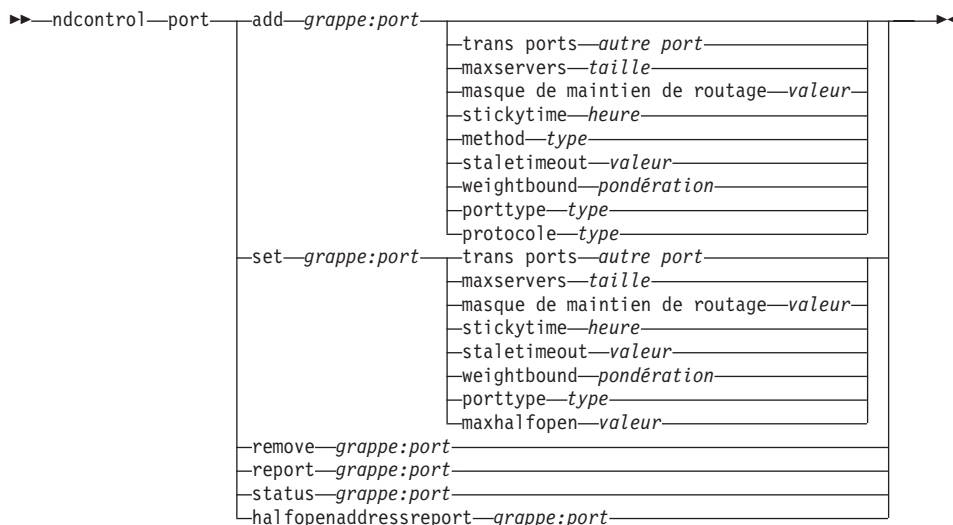 ndcontrol port add grappe:port
trans ports autre port
maxservers taille
masque de maintien de routage valeur
stickytime heure
method type
staletimeout valeur
weightbound pondération
porttype type
protocole type
set grappe:port trans ports autre port
maxservers taille
masque de maintien de routage valeur
stickytime heure
staletimeout valeur
weightbound pondération
porttype type
maxhalfopen valeur
remove grappe:port
report grappe:port
status grappe:port
halfopenaddressreport grappe:port